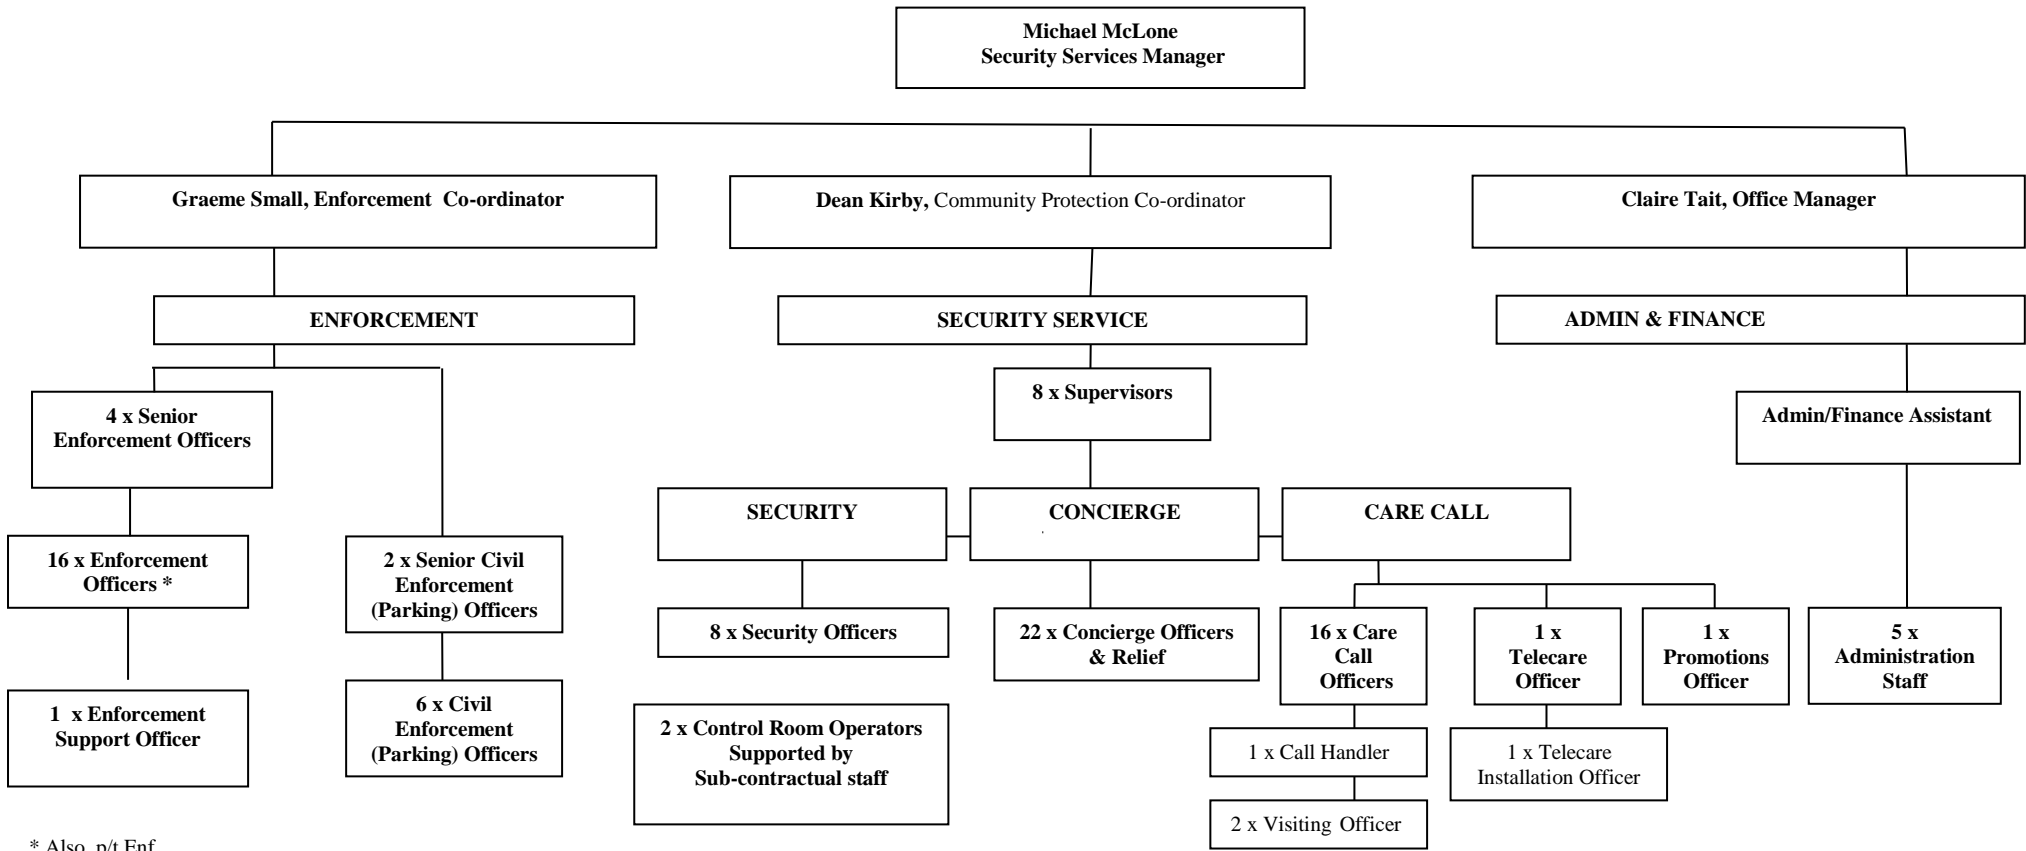 Michael McLone
Security Services Manager
Graeme Small, Enforcement Co-ordinator
Dean Kirby, Community Protection Co-ordinator
Claire Tait, Office Manager
ENFORCEMENT
SECURITY SERVICE
ADMIN & FINANCE
4 x Senior
Enforcement Officers
8 x Supervisors
Admin/Finance Assistant
SECURITY
CONCIERGE
CARE CALL
16 x Enforcement
Officers *
2 x Senior Civil
Enforcement
(Parking) Officers
8 x Security Officers
22 x Concierge Officers
& Relief
16 x Care
Call
Officers
1 x
Telecare
Officer
1 x
Promotions
Officer
5 x
Administration
Staff
1 x Enforcement
Support Officer
6 x Civil
Enforcement
(Parking) Officers
2 x Control Room Operators
Supported by
Sub-contractual staff
1 x Call Handler
1 x Telecare
Installation Officer
2 x Visiting Officer
* Also p/t Enf